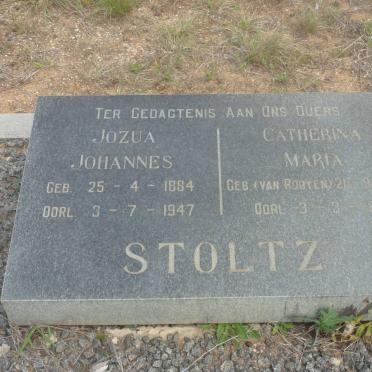 TER GEDAGTENIS AAN ONS OUERS
JOZUA
JOHANNES
GEB. 25 - 4 - 1884
OORL. 3 - 7 - 1947
CATHERINA
MARIA
GEB. (VAN ROOYEN)
OORL. 3 - 3
STOLTZ